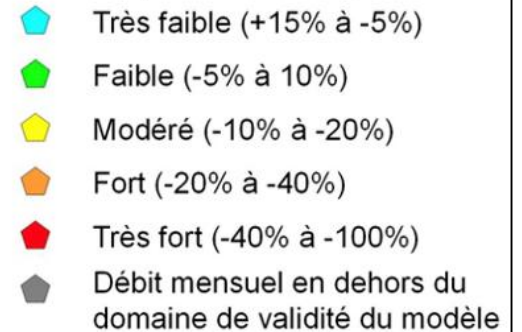 Très faible (+15% à -5%)
Faible (-5% à 10%)
Modéré (-10% à -20%)
Fort (-20% à -40%)
Très fort (-40% à -100%)
Débit mensuel en dehors du
domaine de validité du modèle